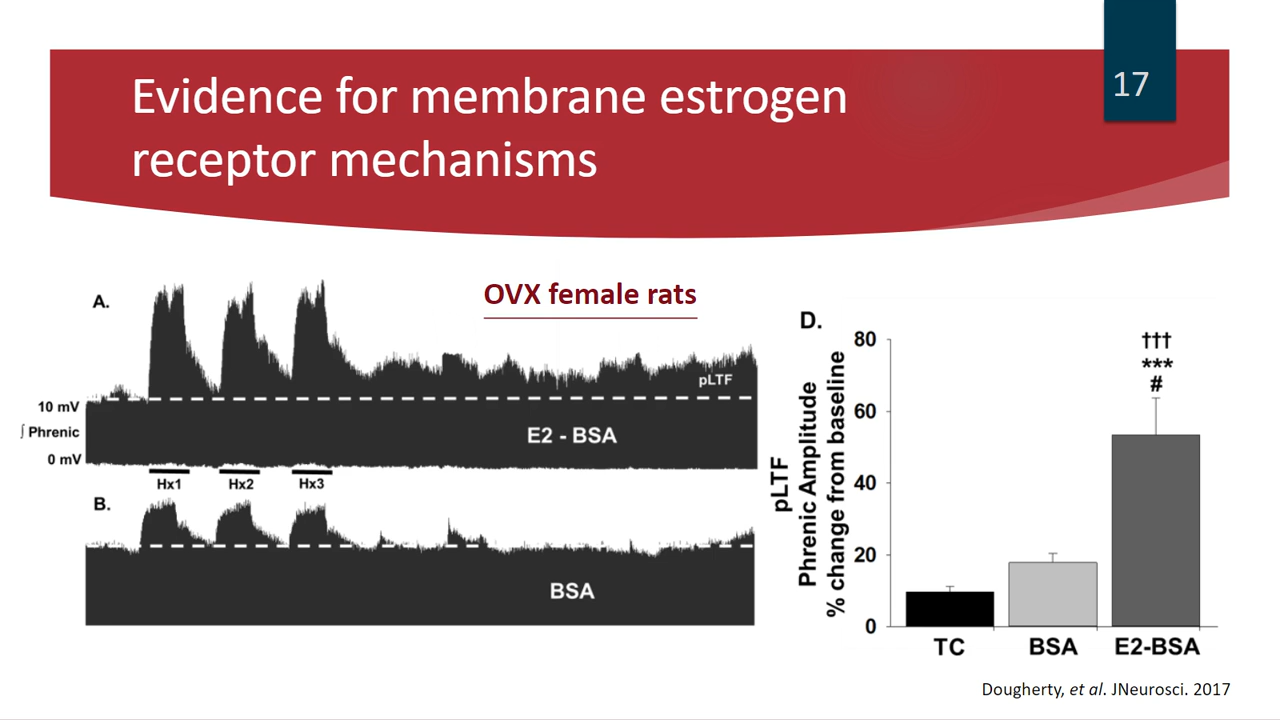 Evidence for membrane estrogen
receptor mechanisms
17
OVX female rats
A.
pLTF
10 mV
∫ Phrenic
E2 - BSA
0 mV
Hx1 Hx2 Hx3
B.
BSA
D.
pLTF
Phrenic Amplitude
% change from baseline
80
60
40
20
0
†††
***
#
TC BSA E2-BSA
Dougherty, et al. JNeurosci. 2017